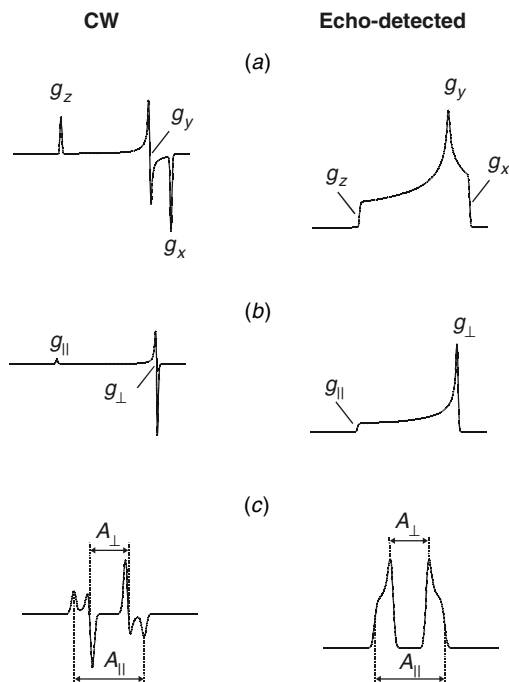 CW Echo-detected
(a)
g_z g_y g_x
g_y g_z g_x
(b)
g_|| g_⊥
g_⊥ g_||
(c)
A_⊥ A_⊥
A_|| A_||